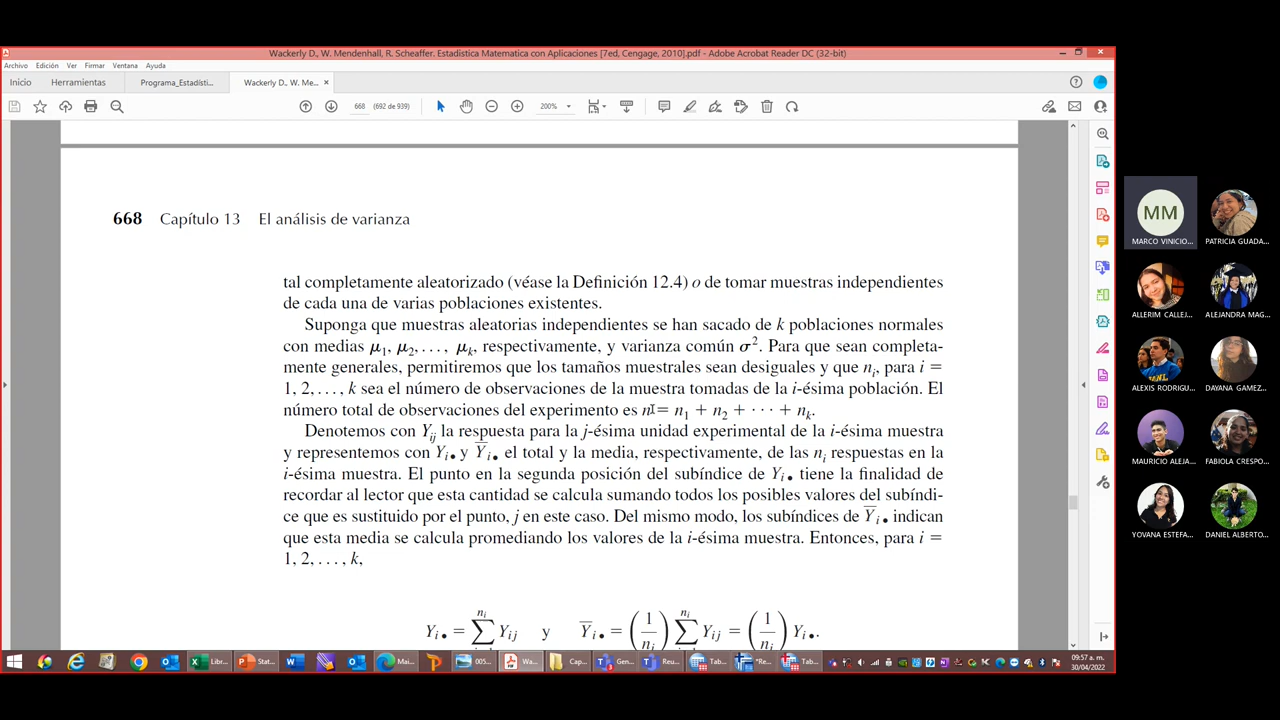 Wackerly D., W. Mendenhall, R. Scheaffer. Estadistica Matematica con Aplicaciones [7ed, Cengage, 2010].pdf - Adobe Acrobat Reader DC (32-bit)
Archivo Edición Ver Firmar Ventana Ayuda
Inicio Herramientas Programa_Estadísti... Wackerly D., W. Me... ×
668 (692 de 939) 200%
668 Capítulo 13 El análisis de varianza
tal completamente aleatorizado (véase la Definición 12.4) o de tomar muestras independientes
de cada una de varias poblaciones existentes.
Suponga que muestras aleatorias independientes se han sacado de k poblaciones normales
con medias μ1, μ2, . . . , μk, respectivamente, y varianza común σ². Para que sean completa-
mente generales, permitiremos que los tamaños muestrales sean desiguales y que ni, para i =
1, 2, . . . , k sea el número de observaciones de la muestra tomadas de la i-ésima población. El
número total de observaciones del experimento es n = n1 + n2 + · · · + nk.
Denotemos con Yij la respuesta para la j-ésima unidad experimental de la i-ésima muestra
y representemos con Yi• y Y̅i• el total y la media, respectivamente, de las ni respuestas en la
i-ésima muestra. El punto en la segunda posición del subíndice de Yi• tiene la finalidad de
recordar al lector que esta cantidad se calcula sumando todos los posibles valores del subíndi-
ce que es sustituido por el punto, j en este caso. Del mismo modo, los subíndices de Y̅i• indican
que esta media se calcula promediando los valores de la i-ésima muestra. Entonces, para i =
1, 2, . . . , k,
Yi• = ∑ni Yij y Y̅i• = (1/ni) ∑ni Yij = (1/ni) Yi•.
MM
MARCO VINICIO... PATRICIA GUADA...
ALLERIM CALLEJ... ALEJANDRA MAG...
ALEXIS RODRIGU... DAYANA GAMEZ...
MAURICIO ALEJA... FABIOLA CRESPO...
YOVANA ESTEFA... DANIEL ALBERTO...
Libr... Stat... Mai... 005... Wa... Cap... Gen... Reu... Tab... "Re... Tab...
09:57 a. m.
30/04/2022